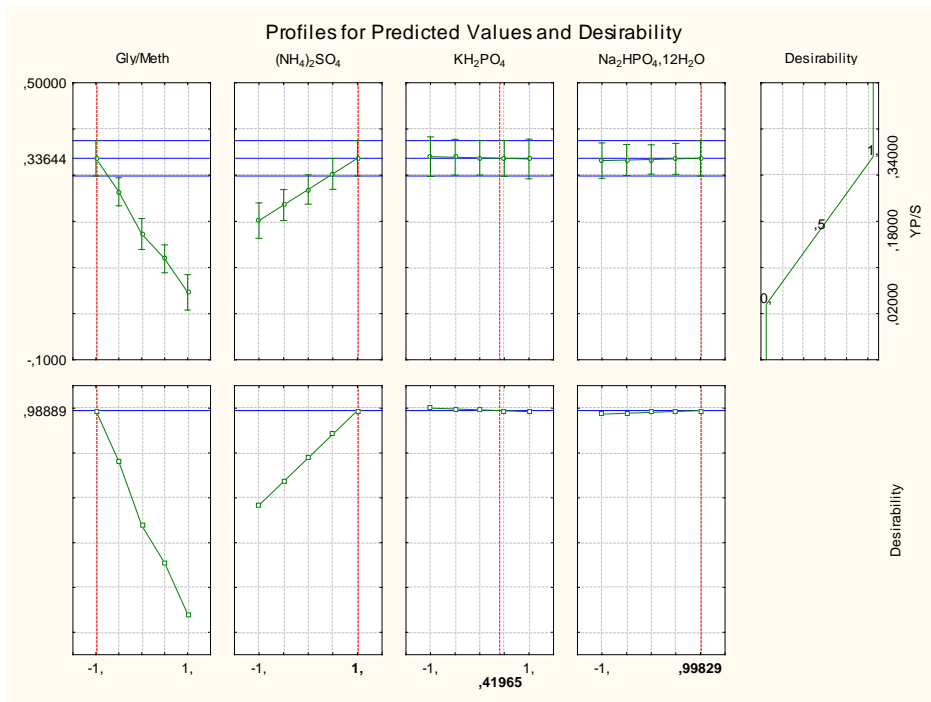 Profiles for Predicted Values and Desirability
Gly/Meth
(NH₄)₂SO₄
KH₂PO₄
Na₂HPO₄,12H₂O
Desirability
,50000
,33644
-,1000
1,
,5
0,
,34000
,18000
,02000
YP/S
,98889
Desirability
-1, 1,
-1, 1,
-1, 1,
,41965
-1, ,99829